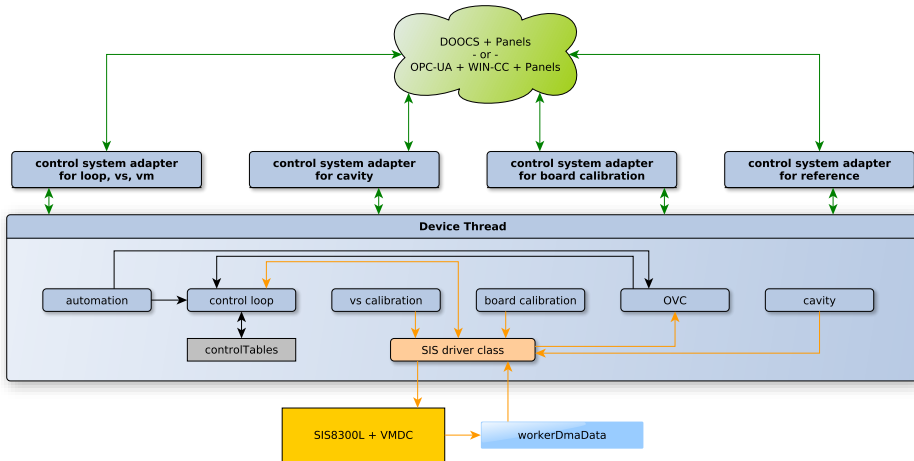 DOOCS + Panels
- or -
OPC-UA + WIN-CC + Panels
control system adapter
for loop, vs, vm
control system adapter
for cavity
control system adapter
for board calibration
control system adapter
for reference
Device Thread
automation
control loop
vs calibration
board calibration
OVC
cavity
controlTables
SIS driver class
SIS8300L + VMDC
workerDmaData